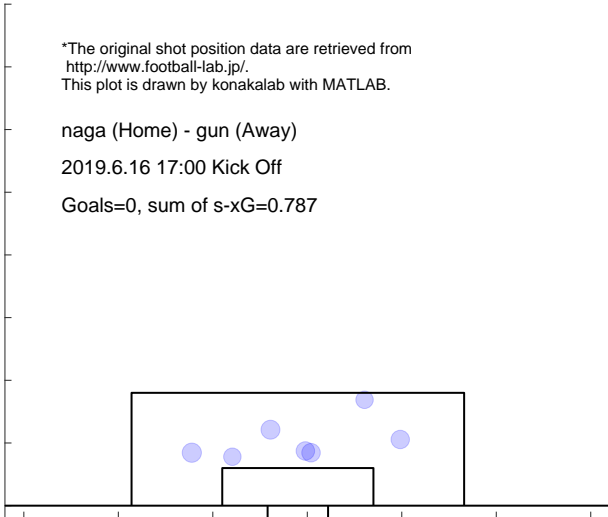 *The original shot position data are retrieved from
http://www.football-lab.jp/.
This plot is drawn by konakalab with MATLAB.
naga (Home) - gun (Away)
2019.6.16 17:00 Kick Off
Goals=0, sum of s-xG=0.787